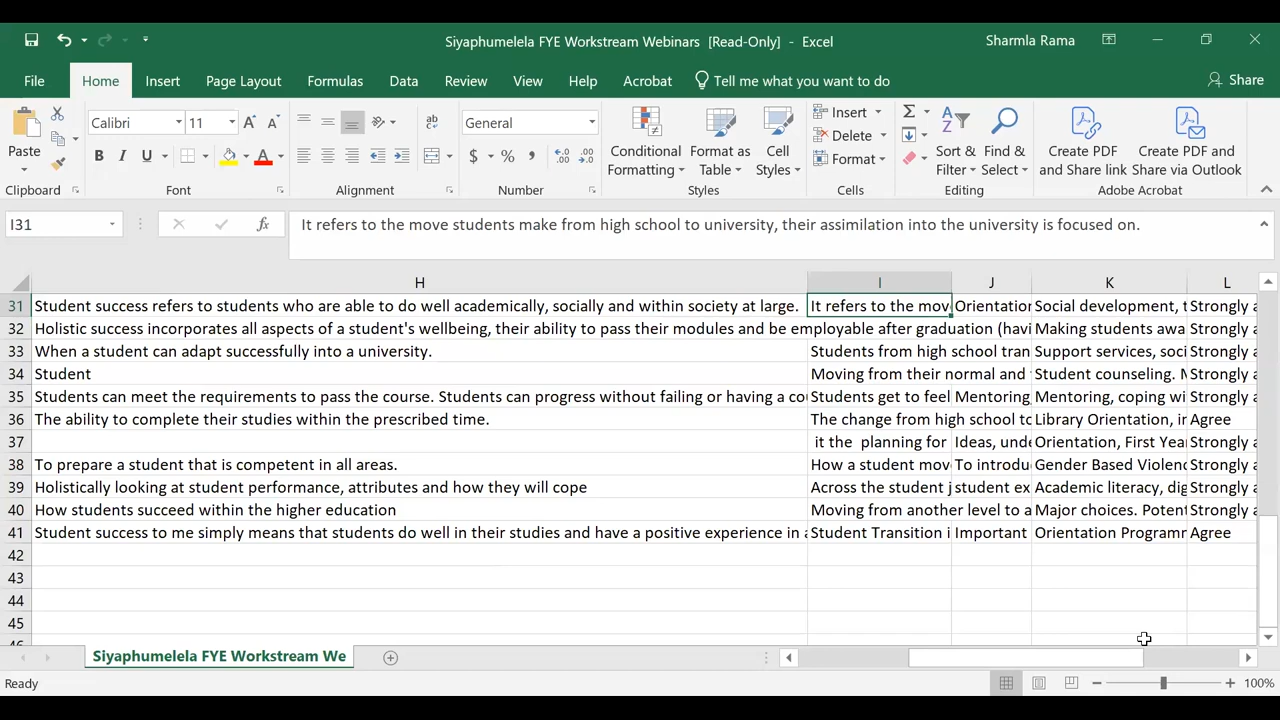 Siyaphumelela FYE Workstream Webinars [Read-Only] - Excel
Sharmla Rama
File Home Insert Page Layout Formulas Data Review View Help Acrobat Tell me what you want to do Share
Paste
Calibri 11 General
Conditional Formatting
Format as Table
Cell Styles
Insert
Delete
Format
Sort & Filter
Find & Select
Create PDF and Share link
Create PDF and Share via Outlook
Clipboard Font Alignment Number Styles Cells Editing Adobe Acrobat
I31 fx It refers to the move students make from high school to university, their assimilation into the university is focused on.
H I J K L
31 Student success refers to students who are able to do well academically, socially and within society at large. It refers to the mov Orientation Social development, t Strongly a
32 Holistic success incorporates all aspects of a student's wellbeing, their ability to pass their modules and be employable after graduation (havi Making students awa Strongly a
33 When a student can adapt successfully into a university. Students from high school tran Support services, soci Strongly a
34 Student Moving from their normal and Student counseling. M Strongly a
35 Students can meet the requirements to pass the course. Students can progress without failing or having a cou Students get to feel Mentoring, Mentoring, coping wi Strongly a
36 The ability to complete their studies within the prescribed time. The change from high school to Library Orientation, in Agree
37 it the planning for Ideas, unde Orientation, First Year Strongly a
38 To prepare a student that is competent in all areas. How a student mov To introdu Gender Based Violenc Strongly a
39 Holistically looking at student performance, attributes and how they will cope Across the student j student ex Academic literacy, dig Strongly a
40 How students succeed within the higher education Moving from another level to a Major choices. Potent Strongly a
41 Student success to me simply means that students do well in their studies and have a positive experience in a Student Transition i Important Orientation Programm Agree
42
43
44
45
46
Siyaphumelela FYE Workstream We
Ready 100%